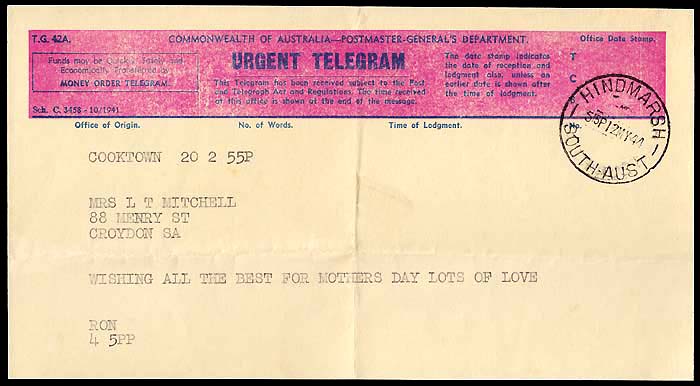 T.G. 42A.
COMMONWEALTH OF AUSTRALIA—POSTMASTER-GENERAL'S DEPARTMENT.
Office Date Stamp.
Funds may be Quickly Safely and
Economically Transferred by
MONEY ORDER TELEGRAM
Sch. C. 3458 - 10/1941
URGENT TELEGRAM
This Telegram has been received subject to the Post
and Telegraph Act and Regulations. The time received
at this office is shown at the end of the message.
The date stamp indicates
the date of reception and
lodgment also, unless an
earlier date is shown after
the time of lodgment.
T
C
HINDMARSH
SOUTH AUST
Office of Origin.
No. of Words.
Time of Lodgment.
COOKTOWN 20 2 55P
MRS L T MITCHELL
88 MENRY ST
CROYDON SA
WISHING ALL THE BEST FOR MOTHERS DAY LOTS OF LOVE
RON
4 5PP